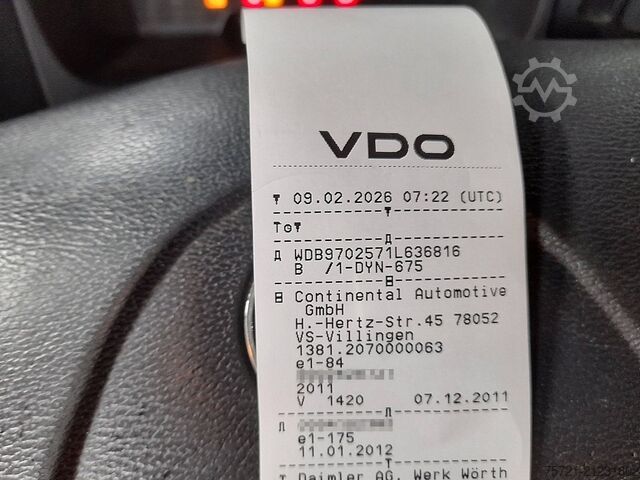 VDO
09.02.2026 07:22 (UTC)
WDB9702571L636816
B /1-DYN-675
Continental Automotive
GmbH
H.-Hertz-Str.45 78052
VS-Villingen
1381.2070000063
e1-84
2011
V 1420 07.12.2011
e1-175
11.01.2012
Daimler AG, Werk Wörth